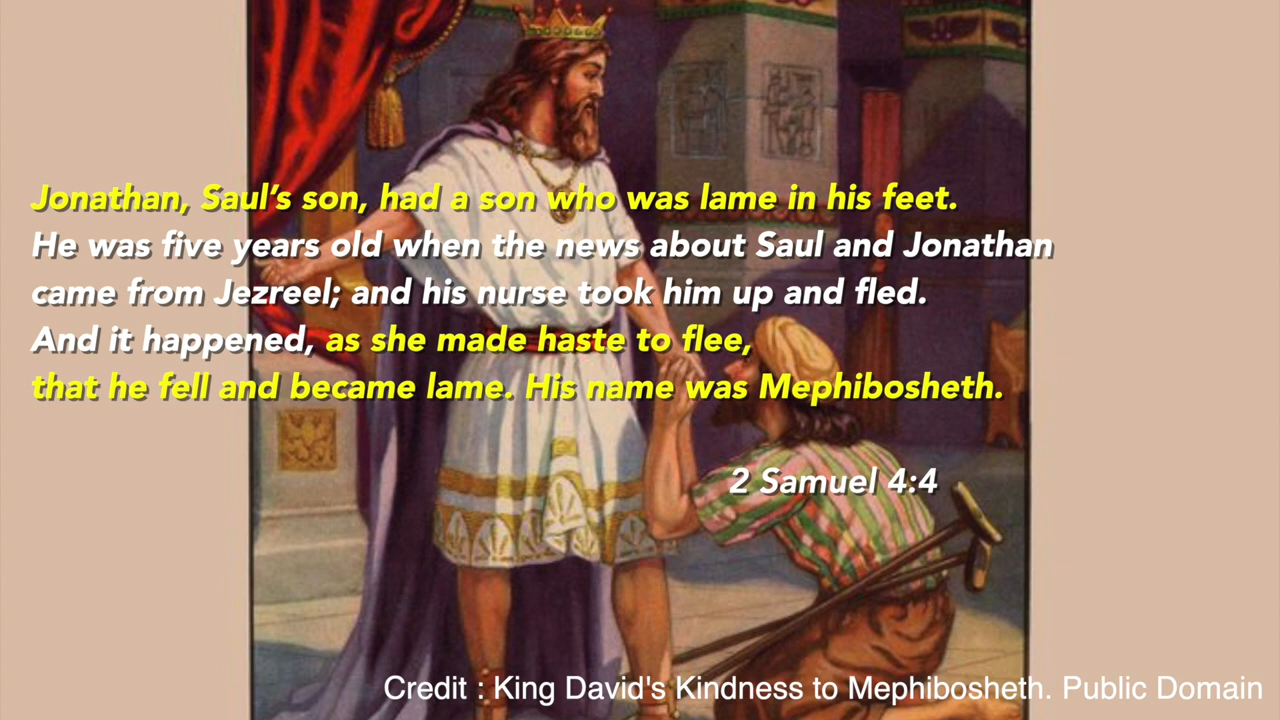 Jonathan, Saul’s son, had a son who was lame in his feet.
He was five years old when the news about Saul and Jonathan
came from Jezreel; and his nurse took him up and fled.
And it happened, as she made haste to flee,
that he fell and became lame. His name was Mephibosheth.
2 Samuel 4:4
Credit : King David's Kindness to Mephibosheth. Public Domain